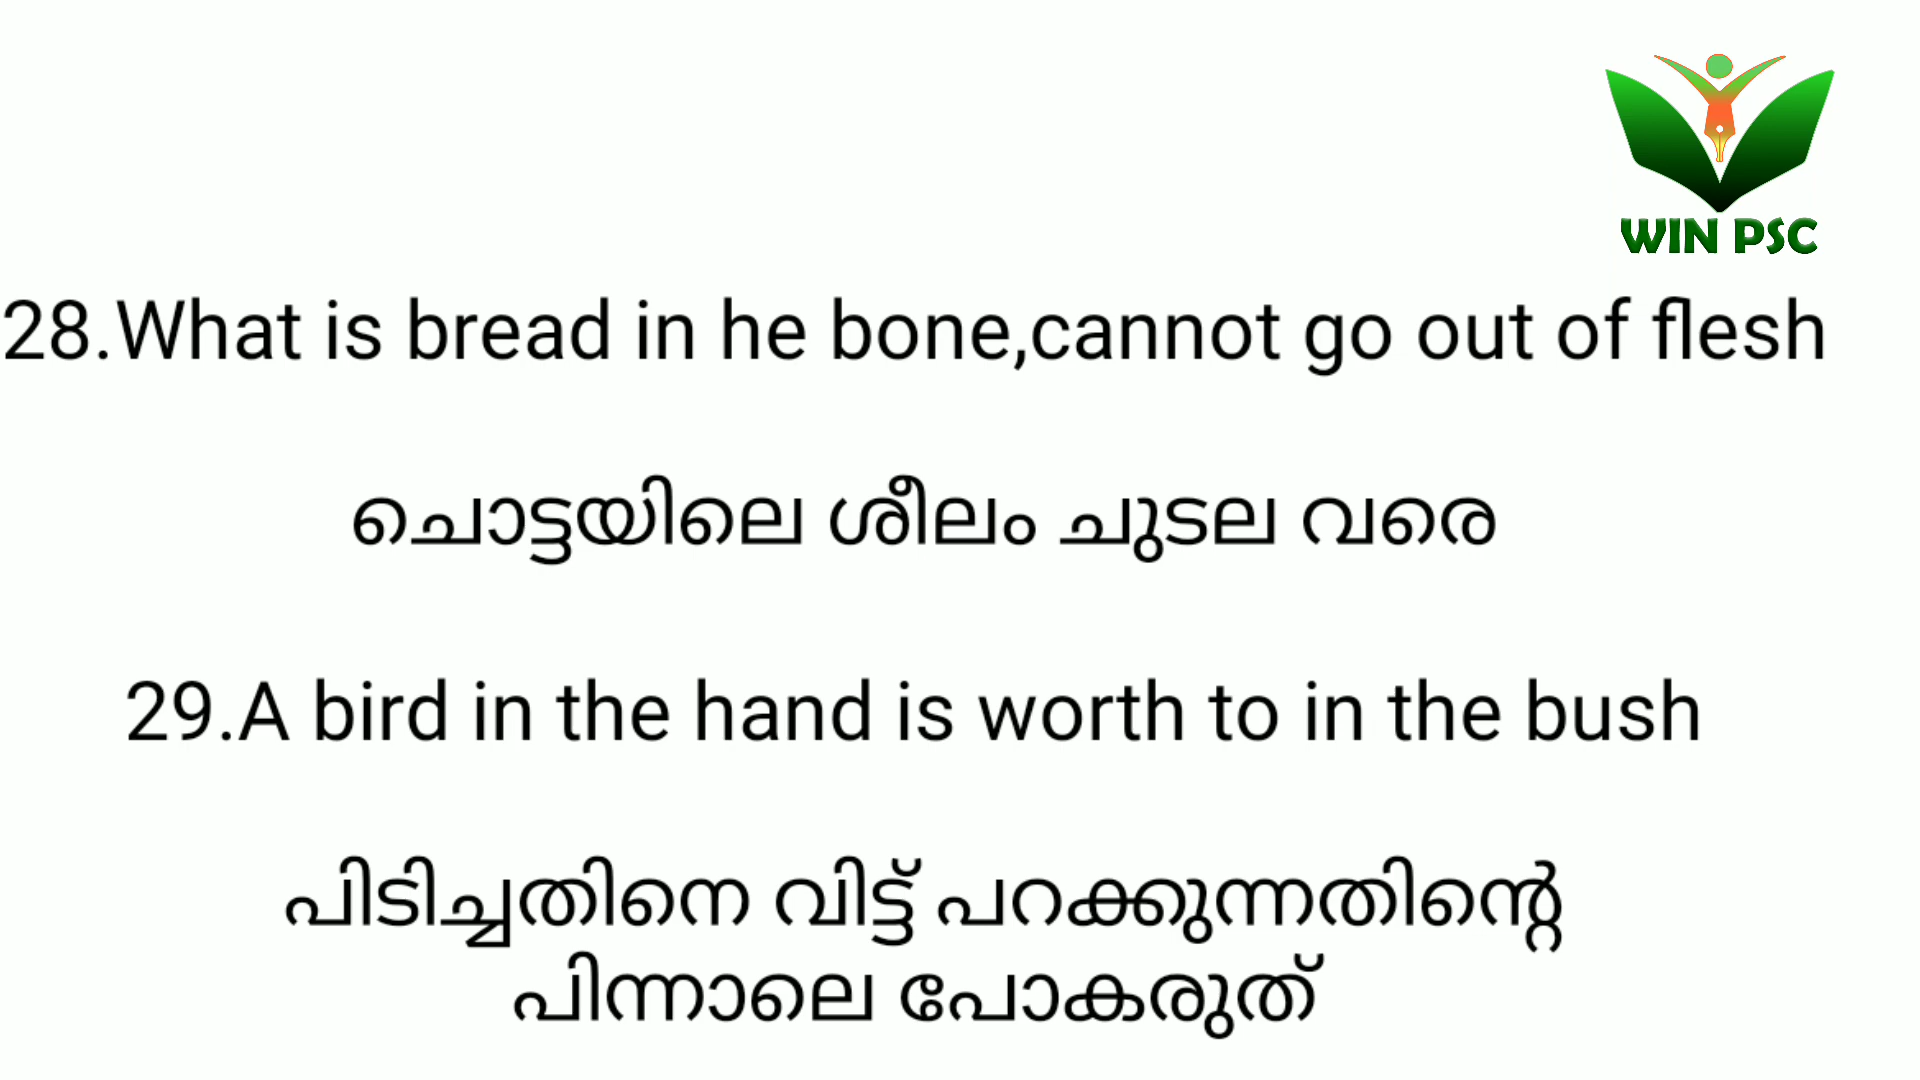 WIN PSC
28.What is bread in he bone,cannot go out of flesh
ചൊട്ടയിലെ ശീലം ചുടല വരെ
29.A bird in the hand is worth to in the bush
പിടിച്ചതിനെ വിട്ട് പറക്കുന്നതിന്റെ
പിന്നാലെ പോകരുത്